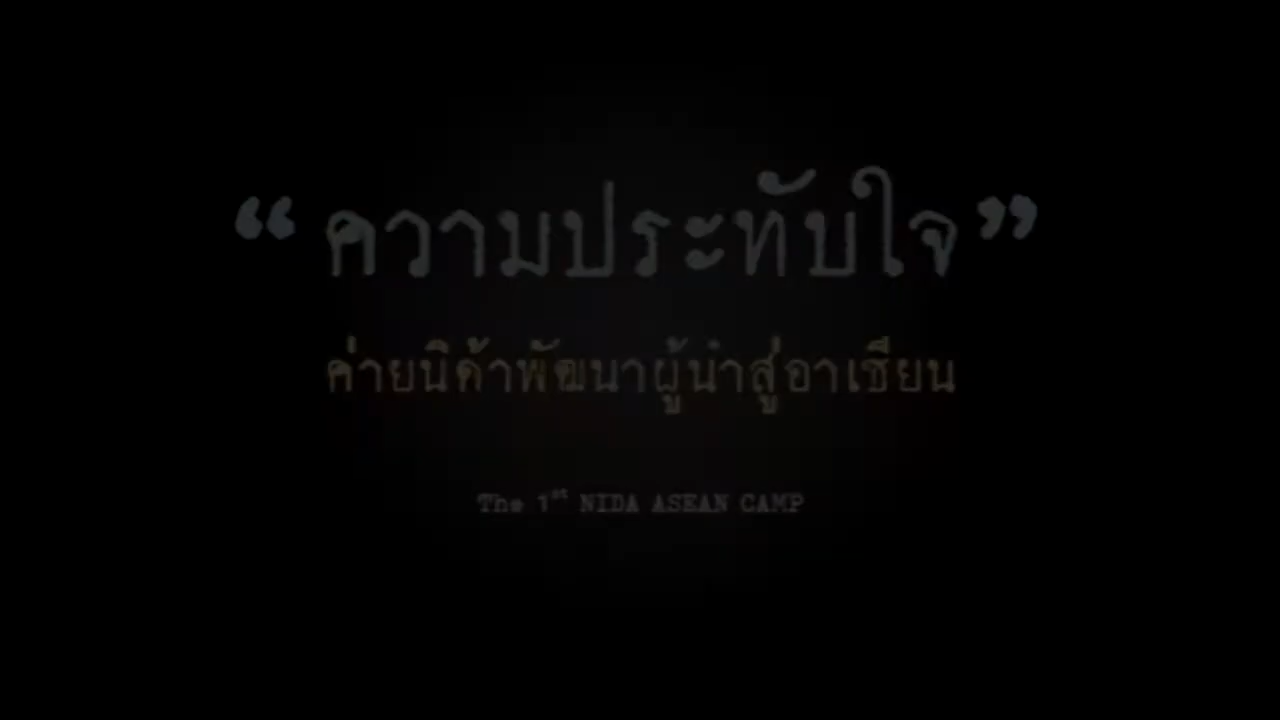 “ ความประทับใจ ”
ค่ายนิด้าพัฒนาผู้นำสู่อาเซียน
The 1st NIDA ASEAN CAMP